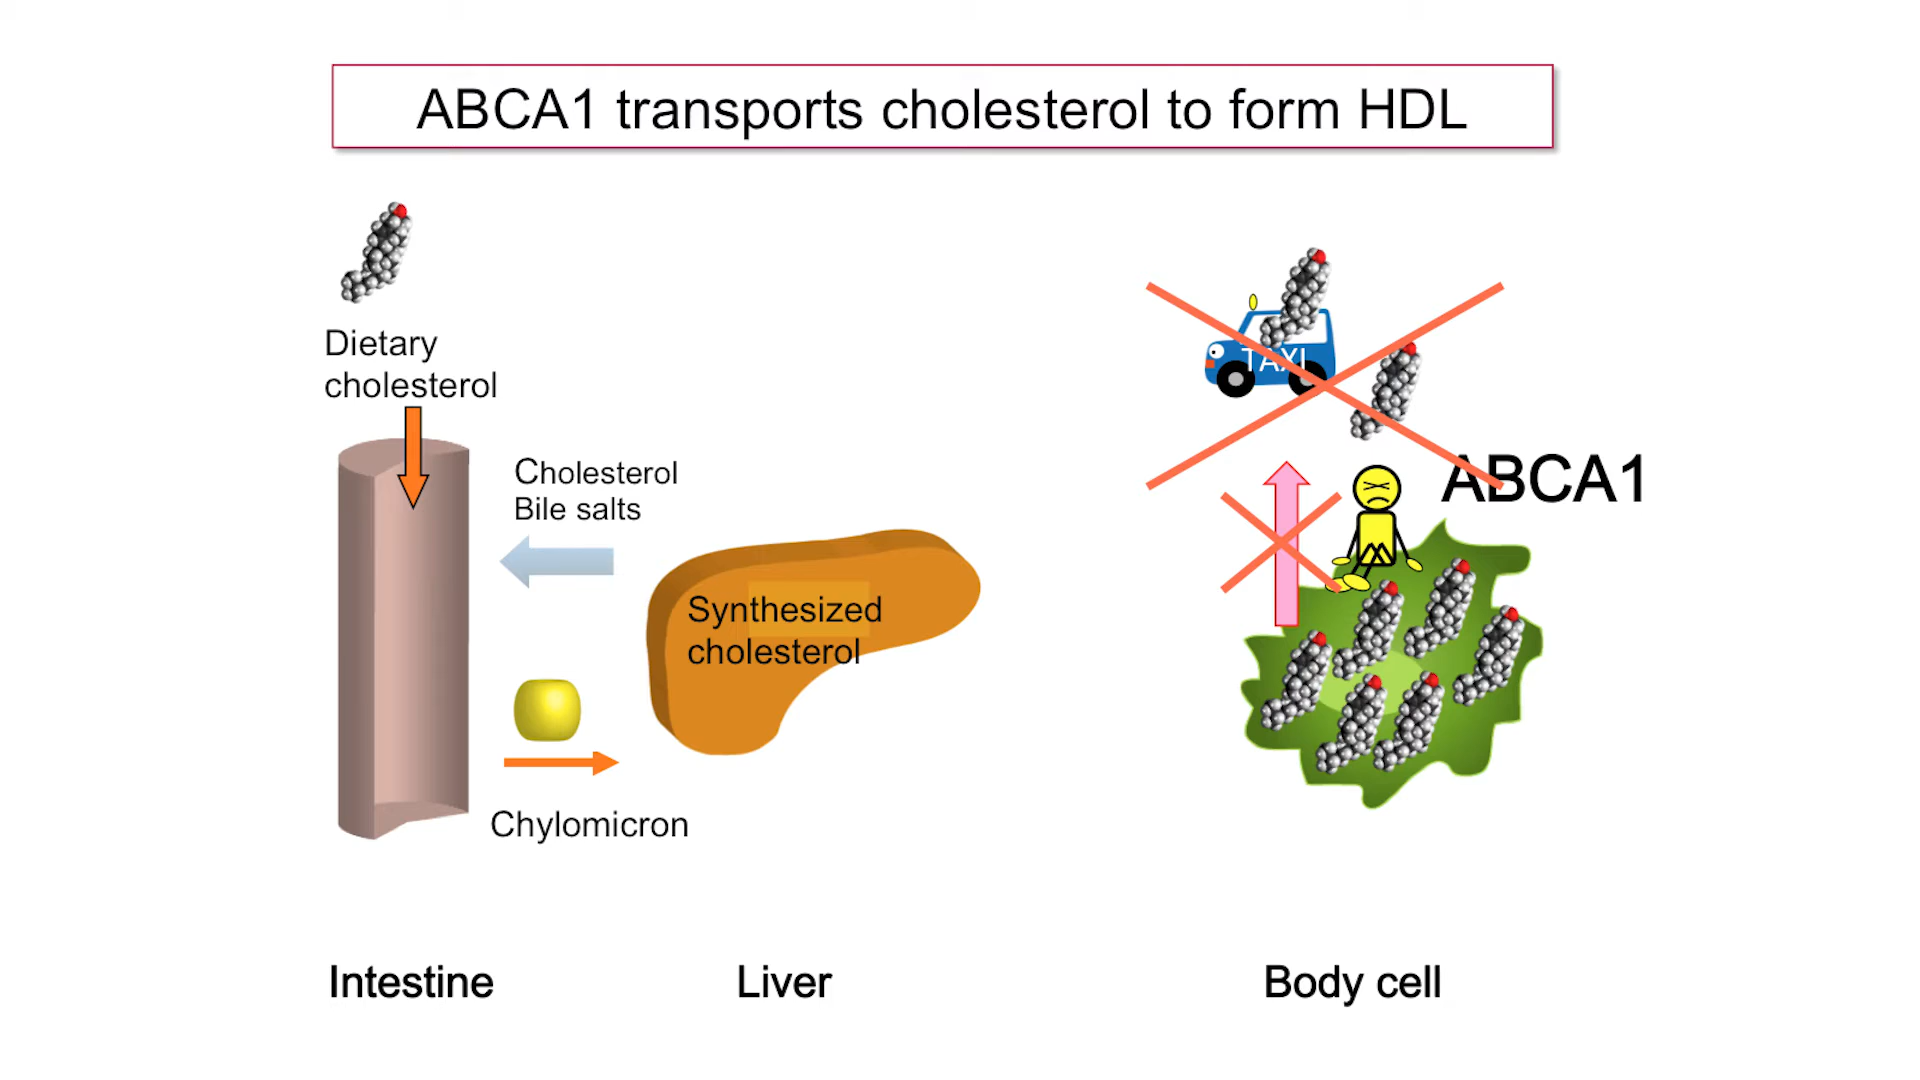 ABCA1 transports cholesterol to form HDL
Dietary
cholesterol
Cholesterol
Bile salts
Synthesized
cholesterol
Chylomicron
TAXI
ABCA1
Intestine
Liver
Body cell